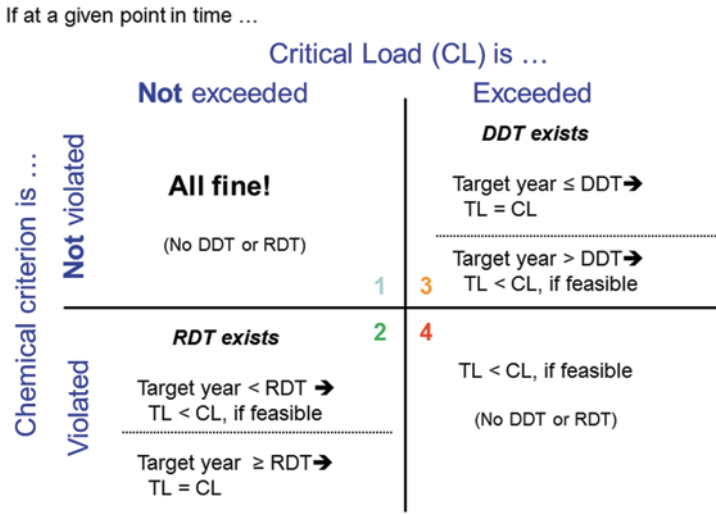 If at a given point in time ...
Critical Load (CL) is ...
Not exceeded
Exceeded
Chemical criterion is ...
Not violated
All fine!
(No DDT or RDT)
1
DDT exists
Target year ≤ DDT➔
TL = CL
Target year > DDT➔
TL < CL, if feasible
3
Violated
RDT exists
2
Target year < RDT ➔
TL < CL, if feasible
Target year ≥ RDT➔
TL = CL
4
TL < CL, if feasible
(No DDT or RDT)